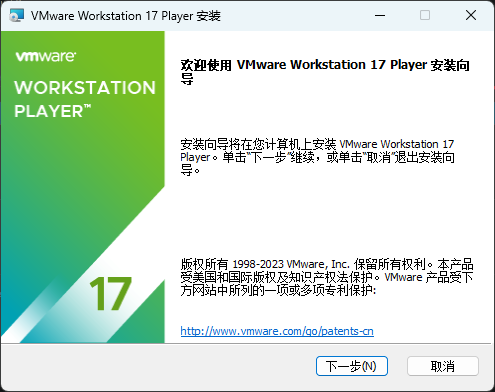 VMware Workstation 17 Player 安装
vmware®
WORKSTATION
PLAYER™
17
欢迎使用 VMware Workstation 17 Player 安装向
导
安装向导将在您计算机上安装 VMware Workstation 17
Player。单击“下一步”继续，或单击“取消”退出安装向
导。
版权所有 1998-2023 VMware, Inc. 保留所有权利。本产品
受美国和国际版权及知识产权法保护。VMware 产品受下
方网站中所列的一项或多项专利保护:
http://www.vmware.com/go/patents-cn
下一步(N)
取消